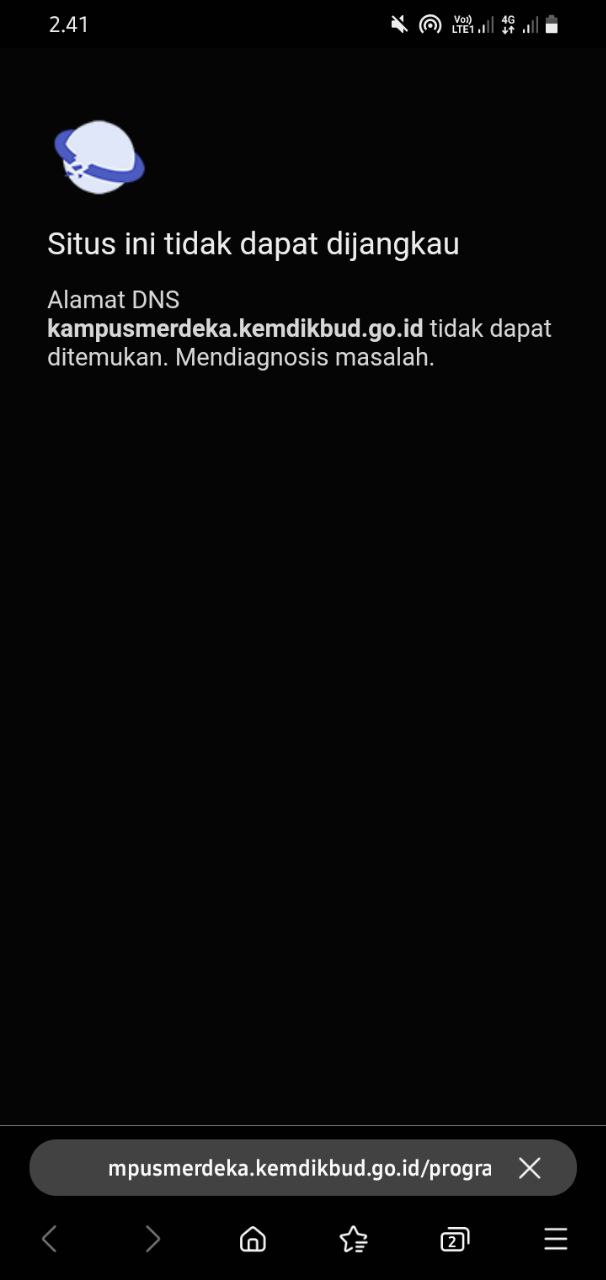 2.41
Vo)) 4G
LTE1
Situs ini tidak dapat dijangkau
Alamat DNS
kampusmerdeka.kemdikbud.go.id tidak dapat
ditemukan. Mendiagnosis masalah.
mpusmerdeka.kemdikbud.go.id/progra
2